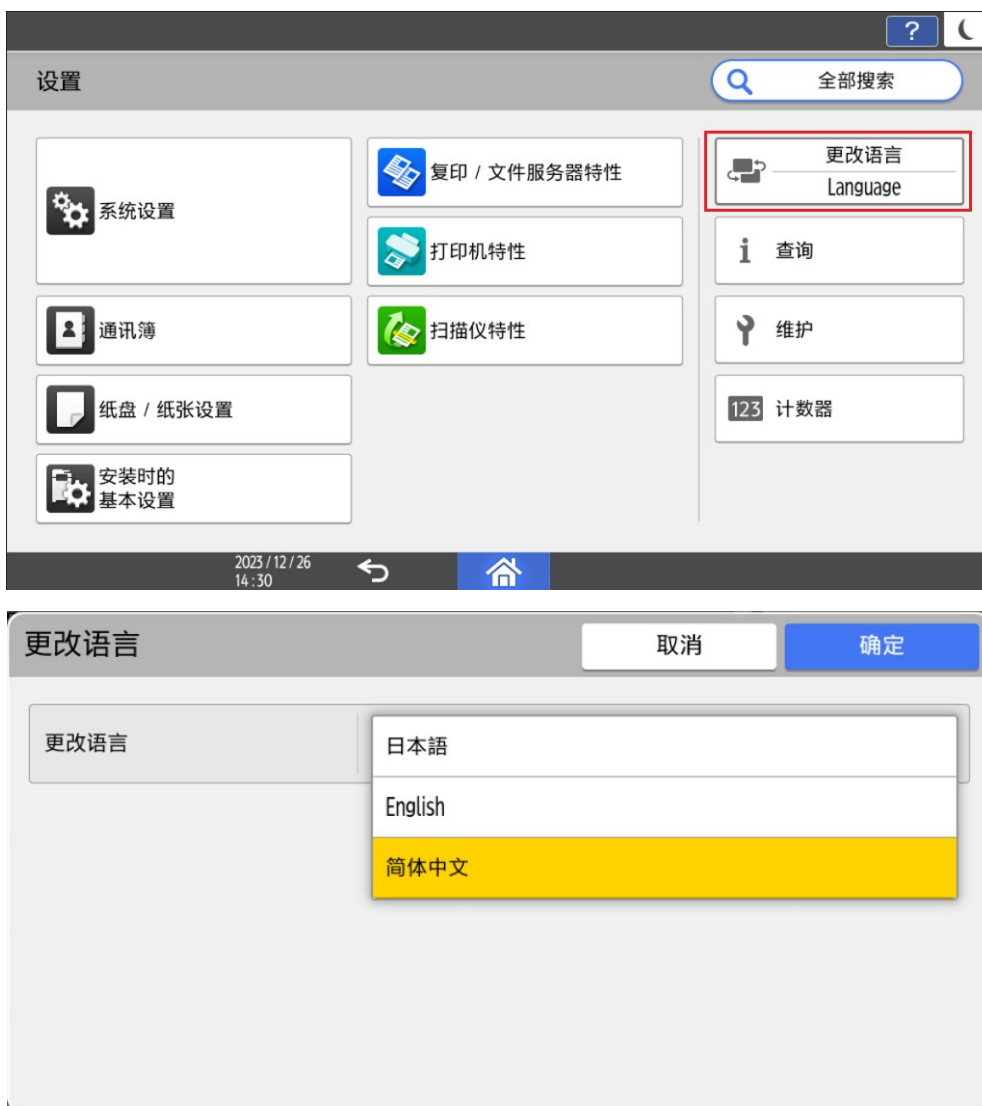 ?
设置
全部搜索
系统设置
复印 / 文件服务器特性
更改语言
Language
打印机特性
i 查询
通讯簿
扫描仪特性
维护
纸盘 / 纸张设置
123 计数器
安装时的
基本设置
2023 / 12 / 26
14 : 30
更改语言
取消
确定
更改语言
日本語
English
简体中文